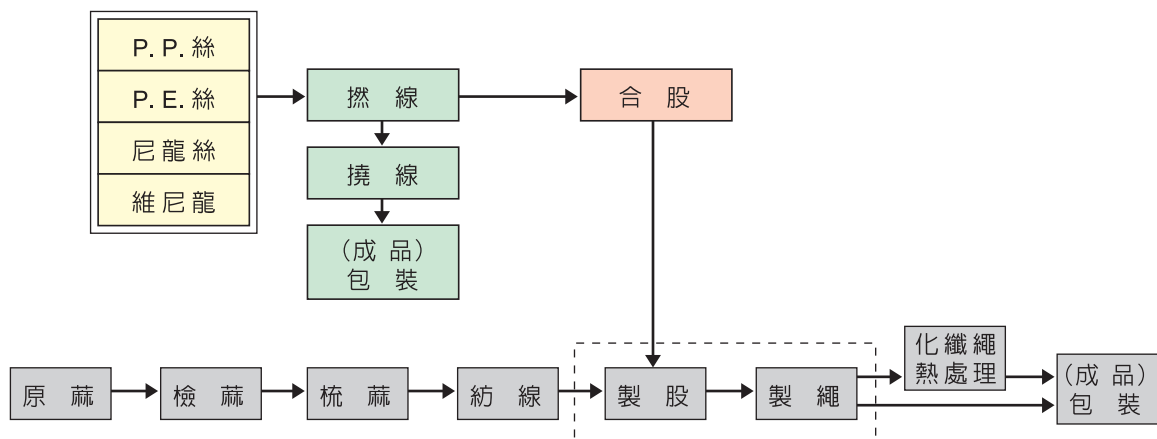 P. P. 絲
P. E. 絲
尼龍絲
維尼龍
撚線
撓線
（成品）
包裝
合股
原蔴
檢蔴
梳蔴
紡線
製股
製繩
化纖繩
熱處理
（成品）
包裝